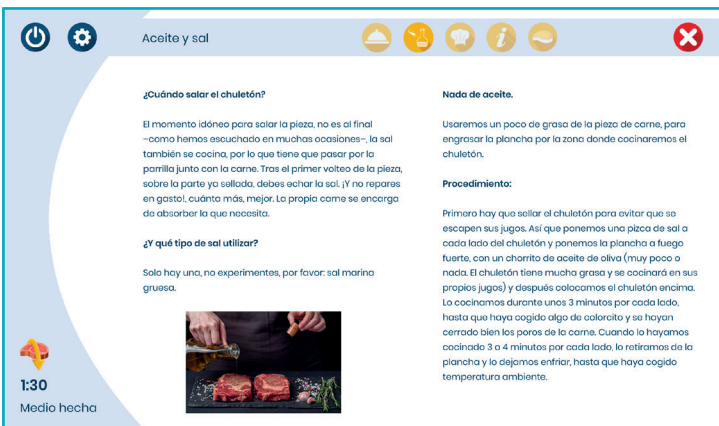 Aceite y sal
¿Cuándo salar el chuletón?
El momento idóneo para salar la pieza, no es al final
–como hemos escuchado en muchas ocasiones–, la sal
también se cocina, por lo que tiene que pasar por la
parrilla junto con la carne. Tras el primer volteo de la pieza,
sobre la parte ya sellada, debes echar la sal. ¡Y no repares
en gasto!, cuánta más, mejor. La propia carne se encarga
de absorber la que necesita.
¿Y qué tipo de sal utilizar?
Solo hay una, no experimentes, por favor: sal marina
gruesa.
Nada de aceite.
Usaremos un poco de grasa de la pieza de carne, para
engrasar la plancha por la zona donde cocinaremos el
chuletón.
Procedimiento:
Primero hay que sellar el chuletón para evitar que se
escapen sus jugos. Así que ponemos una pizca de sal a
cada lado del chuletón y ponemos la plancha a fuego
fuerte, con un chorrito de aceite de oliva (muy poco o
nada. El chuletón tiene mucha grasa y se cocinará en sus
propios jugos) y después colocamos el chuletón encima.
Lo cocinamos durante unos 3 minutos por cada lado,
hasta que haya cogido algo de colorcito y se hayan
cerrado bien los poros de la carne. Cuando lo hayamos
cocinado 3 o 4 minutos por cada lado, lo retiramos de la
plancha y lo dejamos enfriar, hasta que haya cogido
temperatura ambiente.
1:30
Medio hecha